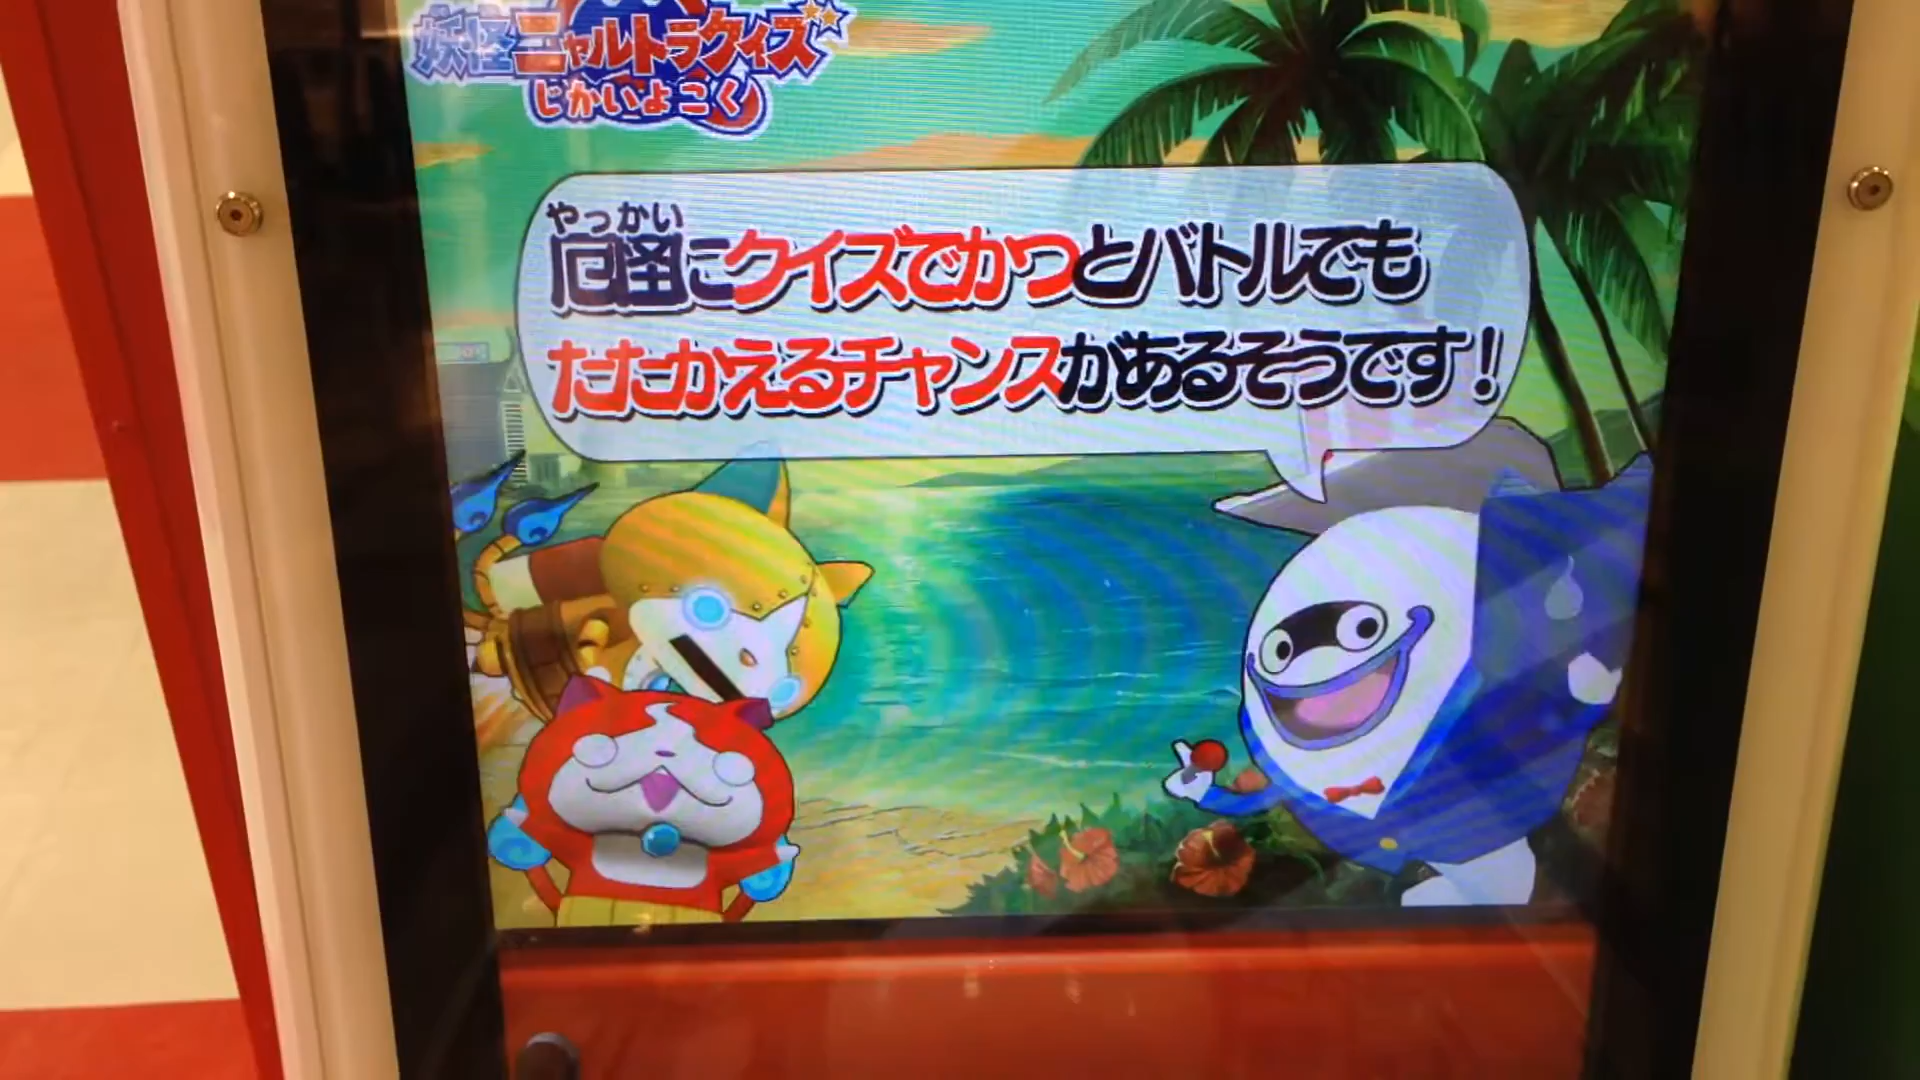 妖怪ニャルトラクイズ
じかいよこく
やっかい
厄怪にクイズでかつとバトルでも
たたかえるチャンスがあるそうです！